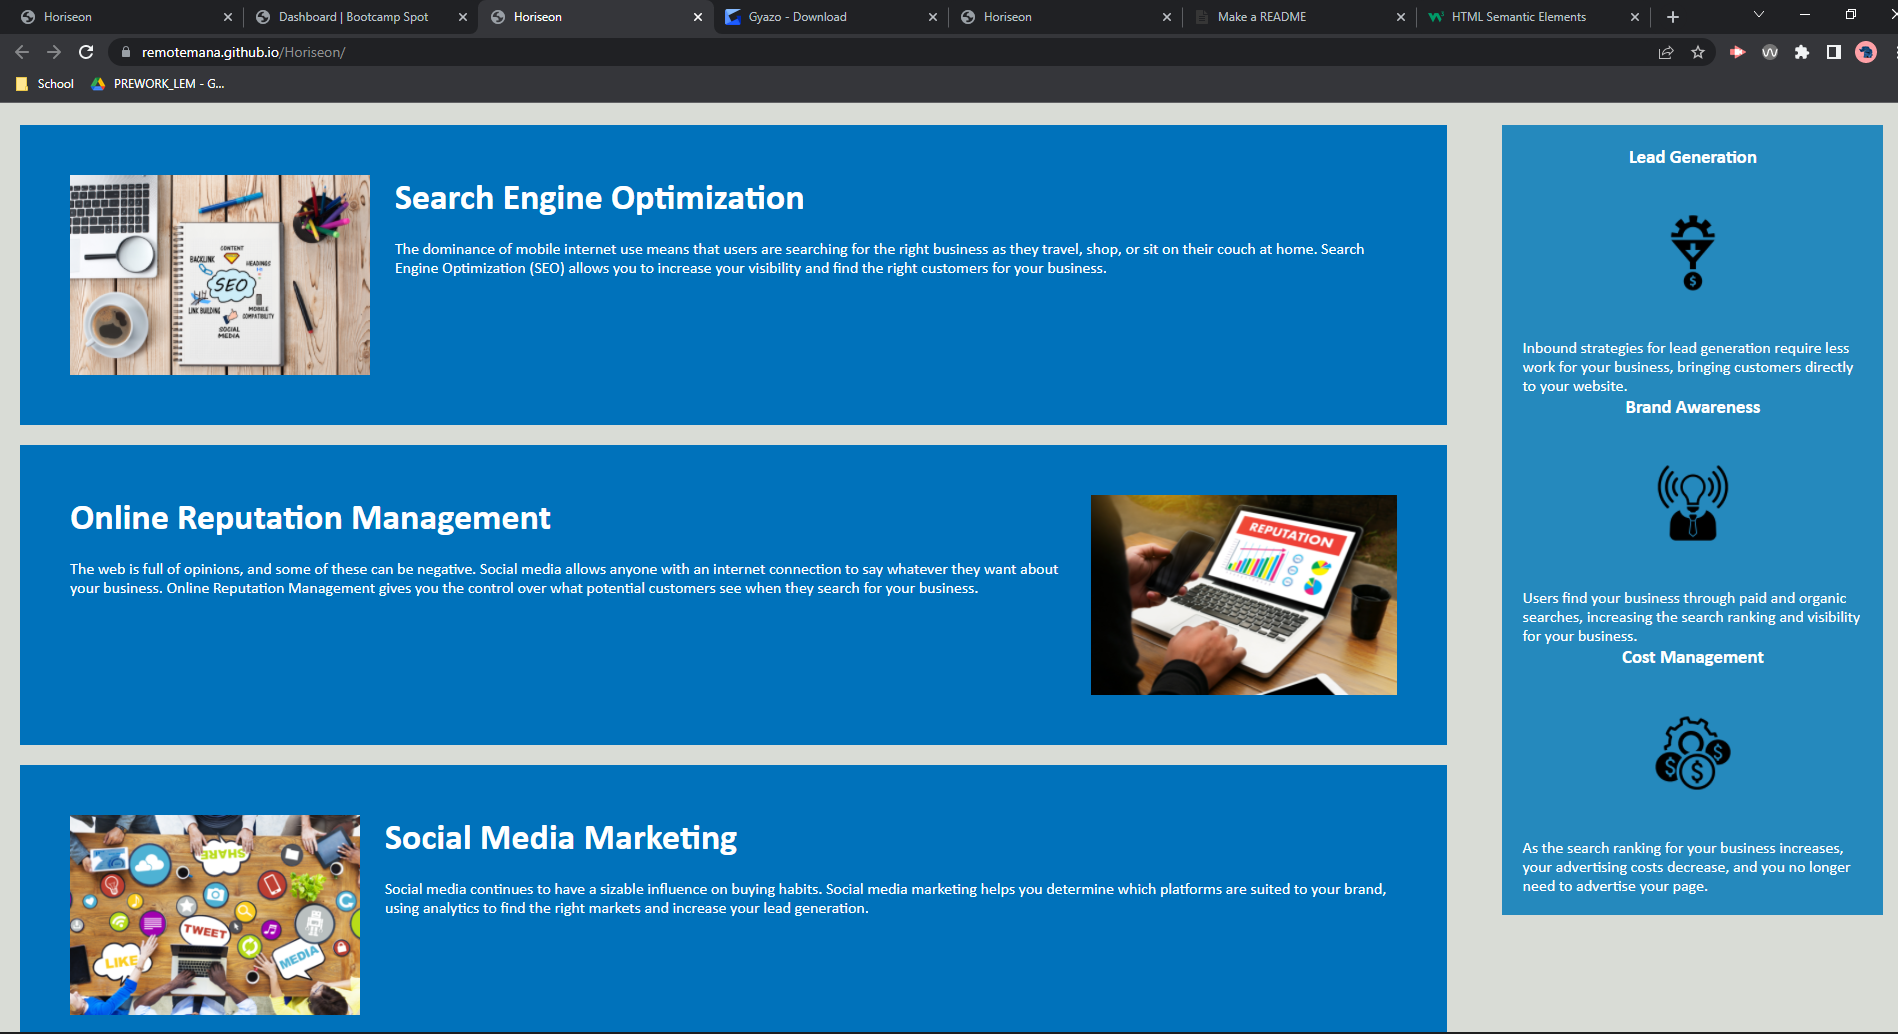 Horiseon
Dashboard | Bootcamp Spot
Horiseon
Gyazo - Download
Horiseon
Make a README
HTML Semantic Elements
remotemana.github.io/Horiseon/
School
PREWORK_LEM - G...
CONTENT
BACKLINK
HEADINGS
SEO
LINK BUILDING
MOBILE
COMPATIBILITY
SOCIAL
MEDIA
Search Engine Optimization
The dominance of mobile internet use means that users are searching for the right business as they travel, shop, or sit on their couch at home. Search
Engine Optimization (SEO) allows you to increase your visibility and find the right customers for your business.
Online Reputation Management
The web is full of opinions, and some of these can be negative. Social media allows anyone with an internet connection to say whatever they want about
your business. Online Reputation Management gives you the control over what potential customers see when they search for your business.
REPUTATION
SHARE
TWEET
LIKE
MEDIA
Social Media Marketing
Social media continues to have a sizable influence on buying habits. Social media marketing helps you determine which platforms are suited to your brand,
using analytics to find the right markets and increase your lead generation.
Lead Generation
$
Inbound strategies for lead generation require less
work for your business, bringing customers directly
to your website.
Brand Awareness
Users find your business through paid and organic
searches, increasing the search ranking and visibility
for your business.
Cost Management
$
$
$
As the search ranking for your business increases,
your advertising costs decrease, and you no longer
need to advertise your page.